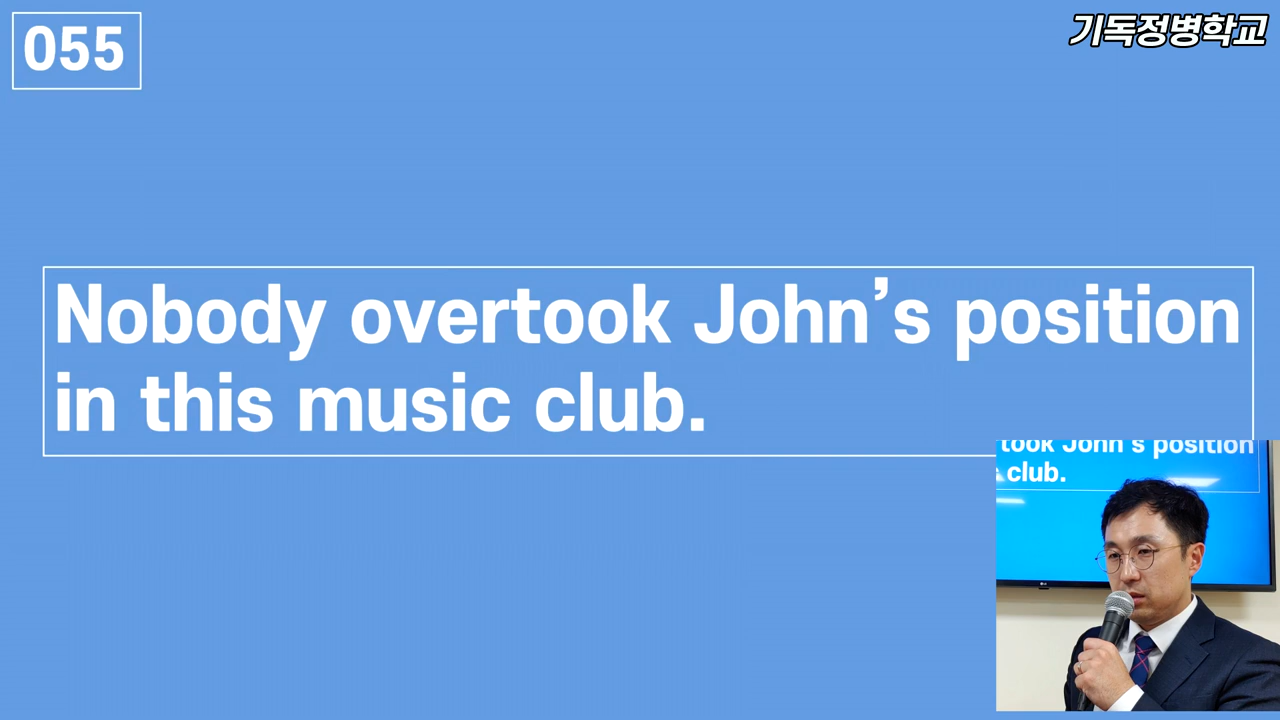 055
기독정병학교
Nobody overtook John’s position
in this music club.
took John's position
club.
LG